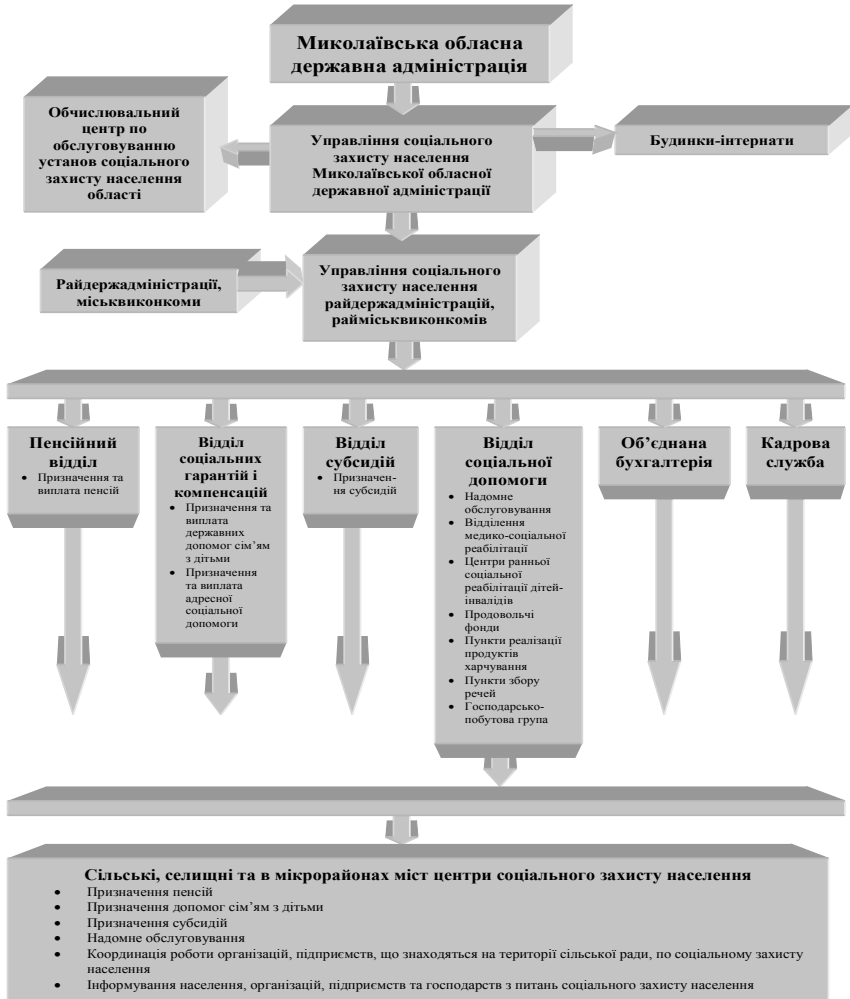 Миколаївська обласна
державна адміністрація
Обчислювальний
центр по
обслуговуванню
установ соціального
захисту населення
області
Управління соціального
захисту населення
Миколаївської обласної
державної адміністрації
Будинки-інтернати
Райдержадміністрації,
міськвиконкоми
Управління соціального
захисту населення
райдержадміністрацій,
райміськвиконкомів
Пенсійний
відділ
• Призначення та
виплата пенсій
Відділ
соціальних
гарантій і
компенсацій
• Призначення та
виплата
державних
допомог сім’ям
з дітьми
• Призначення
та виплата
адресної
соціальної
допомоги
Відділ
субсидій
• Призначен-
ня субсидій
Відділ
соціальної
допомоги
• Надомне
обслуговування
• Відділення
медико-соціальної
реабілітації
• Центри ранньої
соціальної
реабілітації дітей-
інвалідів
• Продовольчі
фонди
• Пункти реалізації
продуктів
харчування
• Пункти збору
речей
• Господарсько-
побутова група
Об’єднана
бухгалтерія
Кадрова
служба
Сільські, селищні та в мікрорайонах міст центри соціального захисту населення
• Призначення пенсій
• Призначення допомог сім’ям з дітьми
• Призначення субсидій
• Надомне обслуговування
• Координація роботи організацій, підприємств, що знаходяться на території сільської ради, по соціальному захисту
населення
• Інформування населення, організацій, підприємств та господарств з питань соціального захисту населення